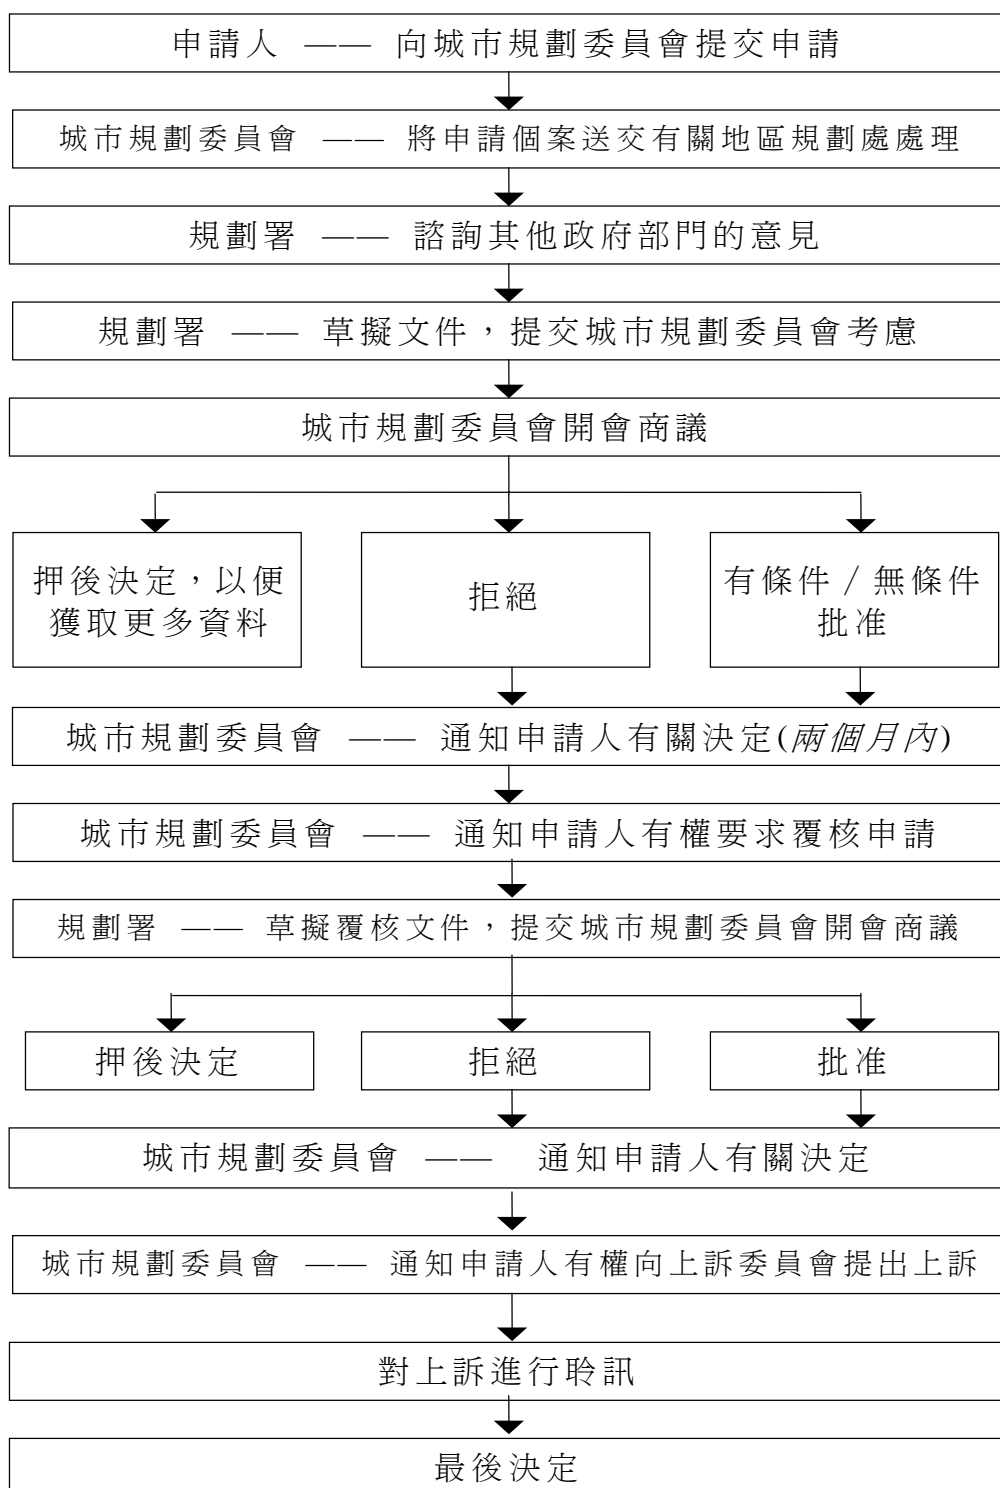 申請人 —— 向城市規劃委員會提交申請
城市規劃委員會 —— 將申請個案送交有關地區規劃處處理
規劃署 —— 諮詢其他政府部門的意見
規劃署 —— 草擬文件，提交城市規劃委員會考慮
城市規劃委員會開會商議
押後決定，以便
獲取更多資料
拒絕
有條件／無條件
批准
城市規劃委員會 —— 通知申請人有關決定(兩個月內)
城市規劃委員會 —— 通知申請人有權要求覆核申請
規劃署 —— 草擬覆核文件，提交城市規劃委員會開會商議
押後決定
拒絕
批准
城市規劃委員會 —— 通知申請人有關決定
城市規劃委員會 —— 通知申請人有權向上訴委員會提出上訴
對上訴進行聆訊
最後決定